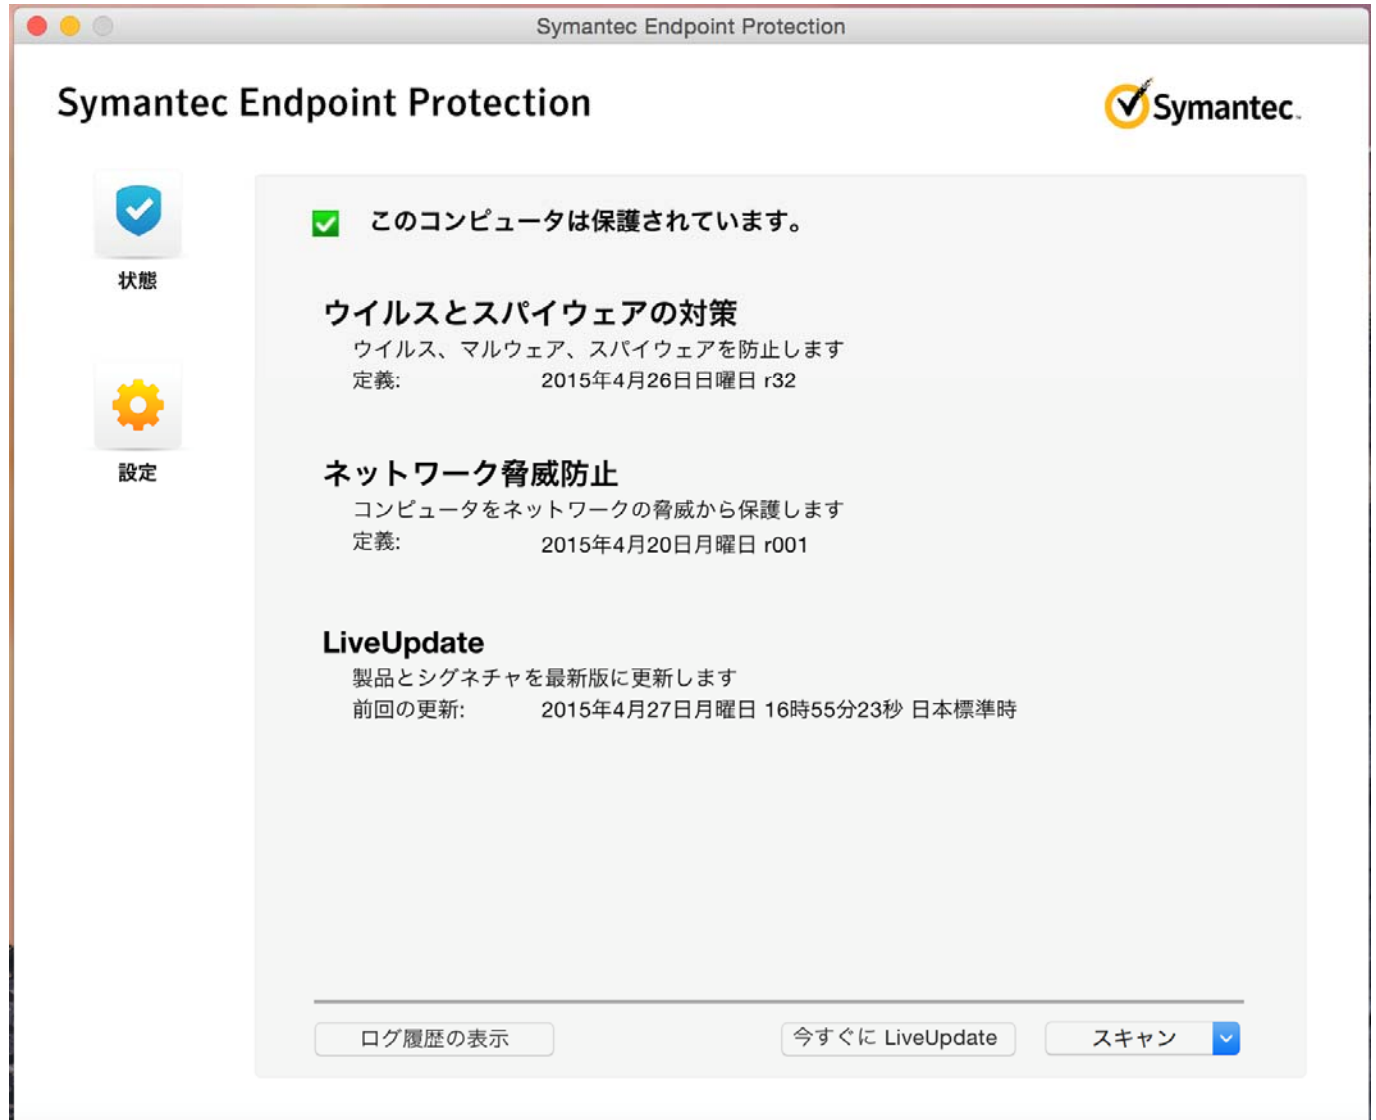 Symantec Endpoint Protection
Symantec Endpoint Protection
Symantec.
状態
設定
このコンピュータは保護されています。
ウイルスとスパイウェアの対策
ウイルス、マルウェア、スパイウェアを防止します
定義: 2015年4月26日日曜日 r32
ネットワーク脅威防止
コンピュータをネットワークの脅威から保護します
定義: 2015年4月20日月曜日 r001
LiveUpdate
製品とシグネチャを最新版に更新します
前回の更新: 2015年4月27日月曜日 16時55分23秒 日本標準時
ログ履歴の表示
今すぐに LiveUpdate
スキャン